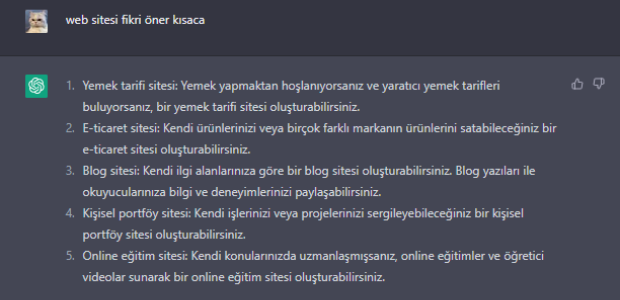 web sitesi fikri öner kısaca
1. Yemek tarifi sitesi: Yemek yapmaktan hoşlanıyorsanız ve yaratıcı yemek tarifleri
buluyorsanız, bir yemek tarifi sitesi oluşturabilirsiniz.
2. E-ticaret sitesi: Kendi ürünlerinizi veya birçok farklı markanın ürünlerini satabileceğiniz bir
e-ticaret sitesi oluşturabilirsiniz.
3. Blog sitesi: Kendi ilgi alanlarınıza göre bir blog sitesi oluşturabilirsiniz. Blog yazıları ile
okuyucularınıza bilgi ve deneyimlerinizi paylaşabilirsiniz.
4. Kişisel portföy sitesi: Kendi işlerinizi veya projelerinizi sergileyebileceğiniz bir kişisel
portföy sitesi oluşturabilirsiniz.
5. Online eğitim sitesi: Kendi konularınızda uzmanlaşmışsanız, online eğitimler ve öğretici
videolar sunarak bir online eğitim sitesi oluşturabilirsiniz.